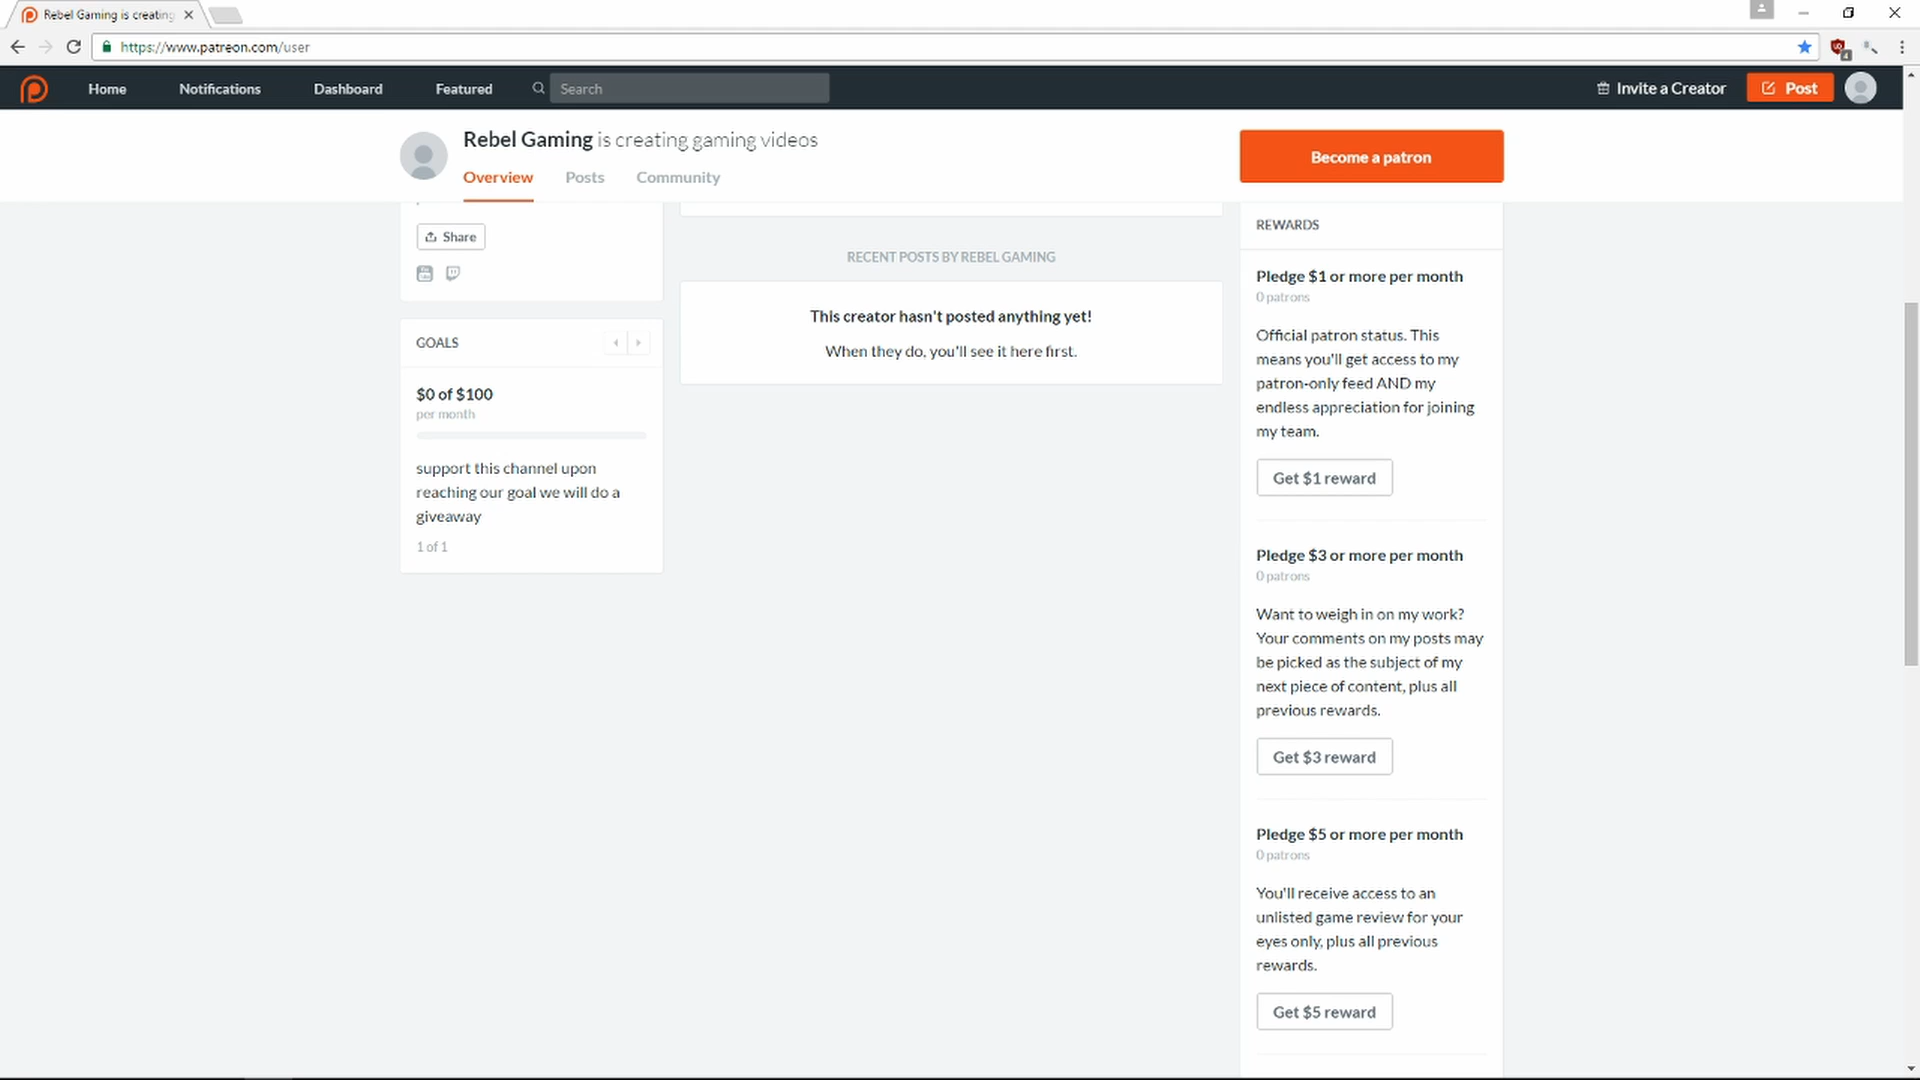 Rebel Gaming is creating
https://www.patreon.com/user
Home
Notifications
Dashboard
Featured
Search
Invite a Creator
Post
Rebel Gaming is creating gaming videos
Overview
Posts
Community
Become a patron
Share
GOALS
$0 of $100
per month
support this channel upon
reaching our goal we will do a
giveaway
1 of 1
RECENT POSTS BY REBEL GAMING
This creator hasn't posted anything yet!
When they do, you'll see it here first.
REWARDS
Pledge $1 or more per month
0 patrons
Official patron status. This
means you'll get access to my
patron-only feed AND my
endless appreciation for joining
my team.
Get $1 reward
Pledge $3 or more per month
0 patrons
Want to weigh in on my work?
Your comments on my posts may
be picked as the subject of my
next piece of content, plus all
previous rewards.
Get $3 reward
Pledge $5 or more per month
0 patrons
You'll receive access to an
unlisted game review for your
eyes only, plus all previous
rewards.
Get $5 reward